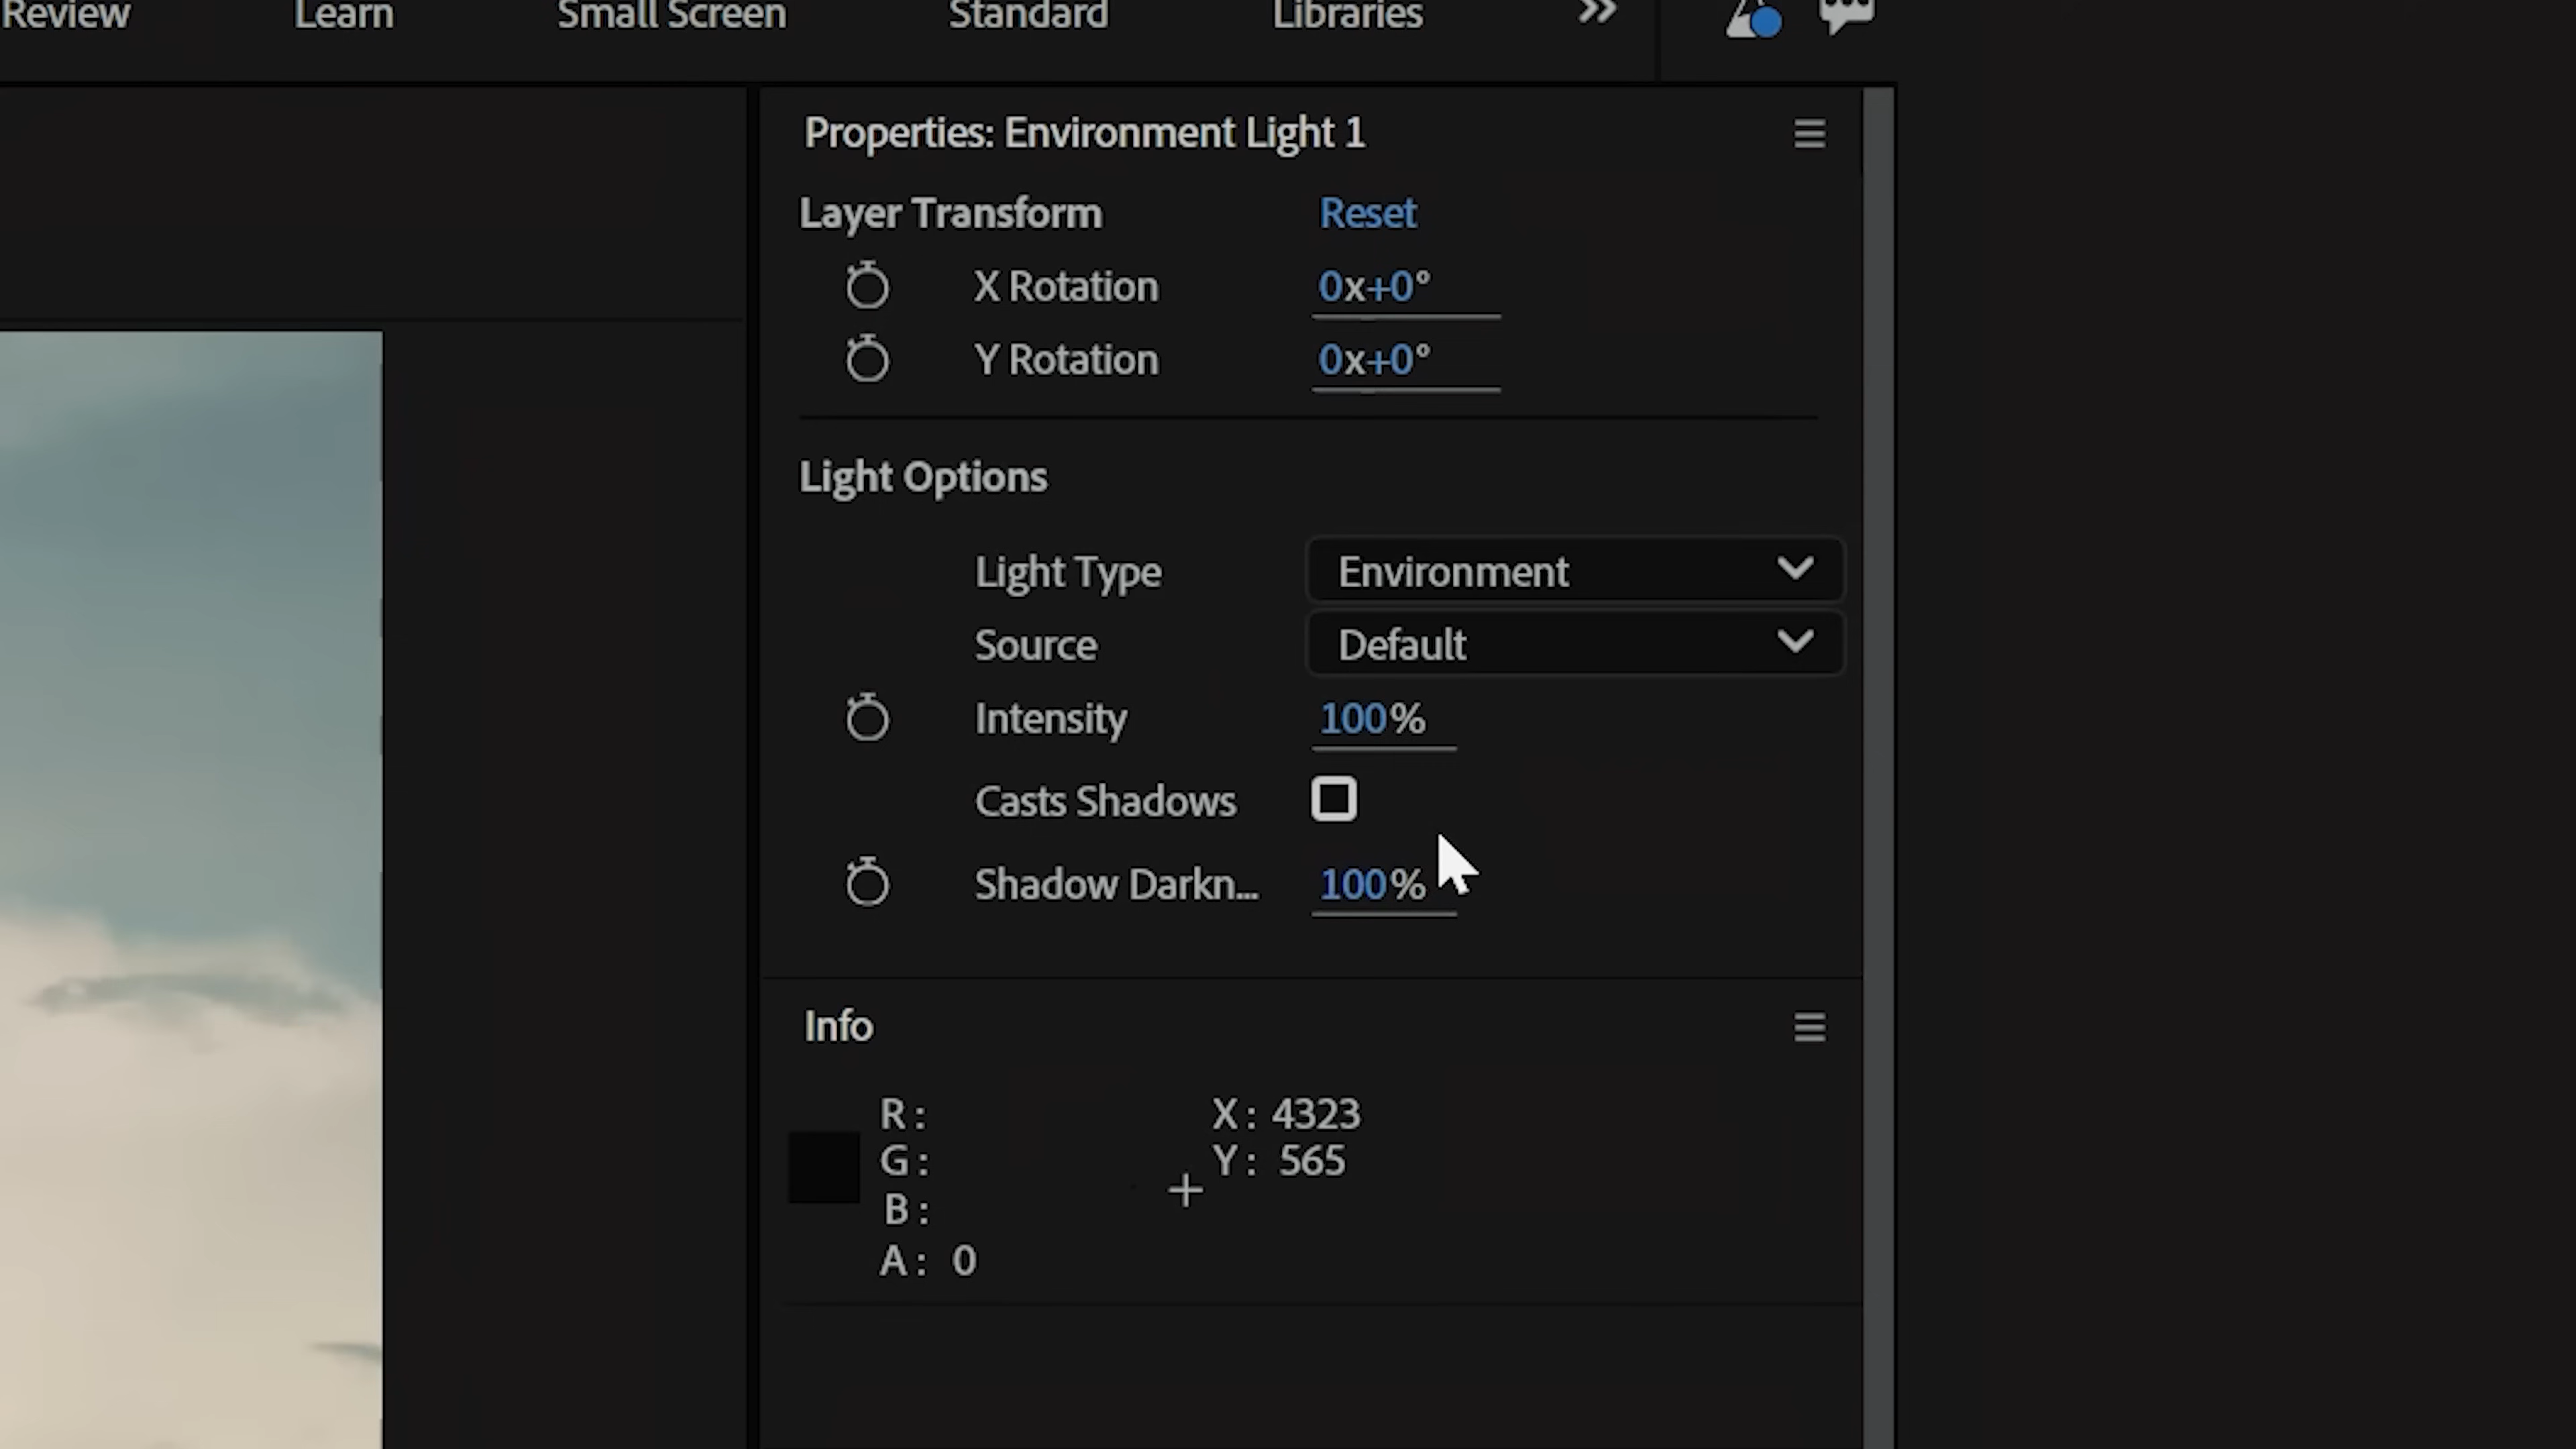 Review Learn Small Screen Standard Libraries
Properties: Environment Light 1
Layer Transform Reset
X Rotation 0x+0°
Y Rotation 0x+0°
Light Options
Light Type Environment
Source Default
Intensity 100%
Casts Shadows
Shadow Darkn... 100%
Info
R: X: 4323
G: Y: 565
B:
A: 0